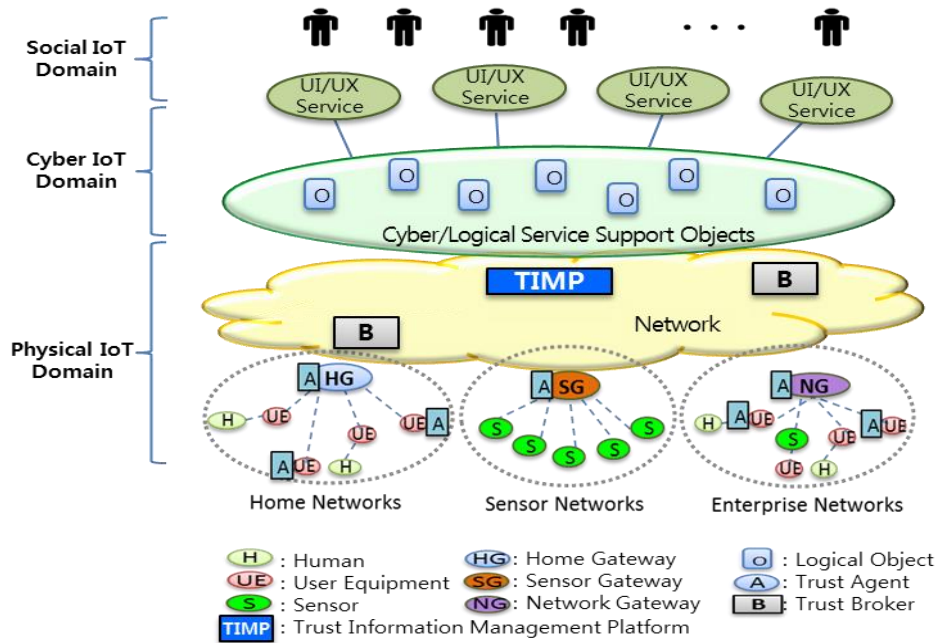 Social IoT
Domain
. . .
UI/UX
Service
UI/UX
Service
UI/UX
Service
UI/UX
Service
Cyber IoT
Domain
O
O
O
O
O
O
O
Cyber/Logical Service Support Objects
TIMP
B
B
Network
Physical IoT
Domain
A HG
H
UE
UE
UE A
A UE
H
Home Networks
A SG
S
S
S
S
S
Sensor Networks
A NG
H
A UE
S
UE
A UE
UE
H
Enterprise Networks
H : Human
HG : Home Gateway
O : Logical Object
UE : User Equipment
SG : Sensor Gateway
A : Trust Agent
S : Sensor
NG : Network Gateway
B : Trust Broker
TIMP : Trust Information Management Platform